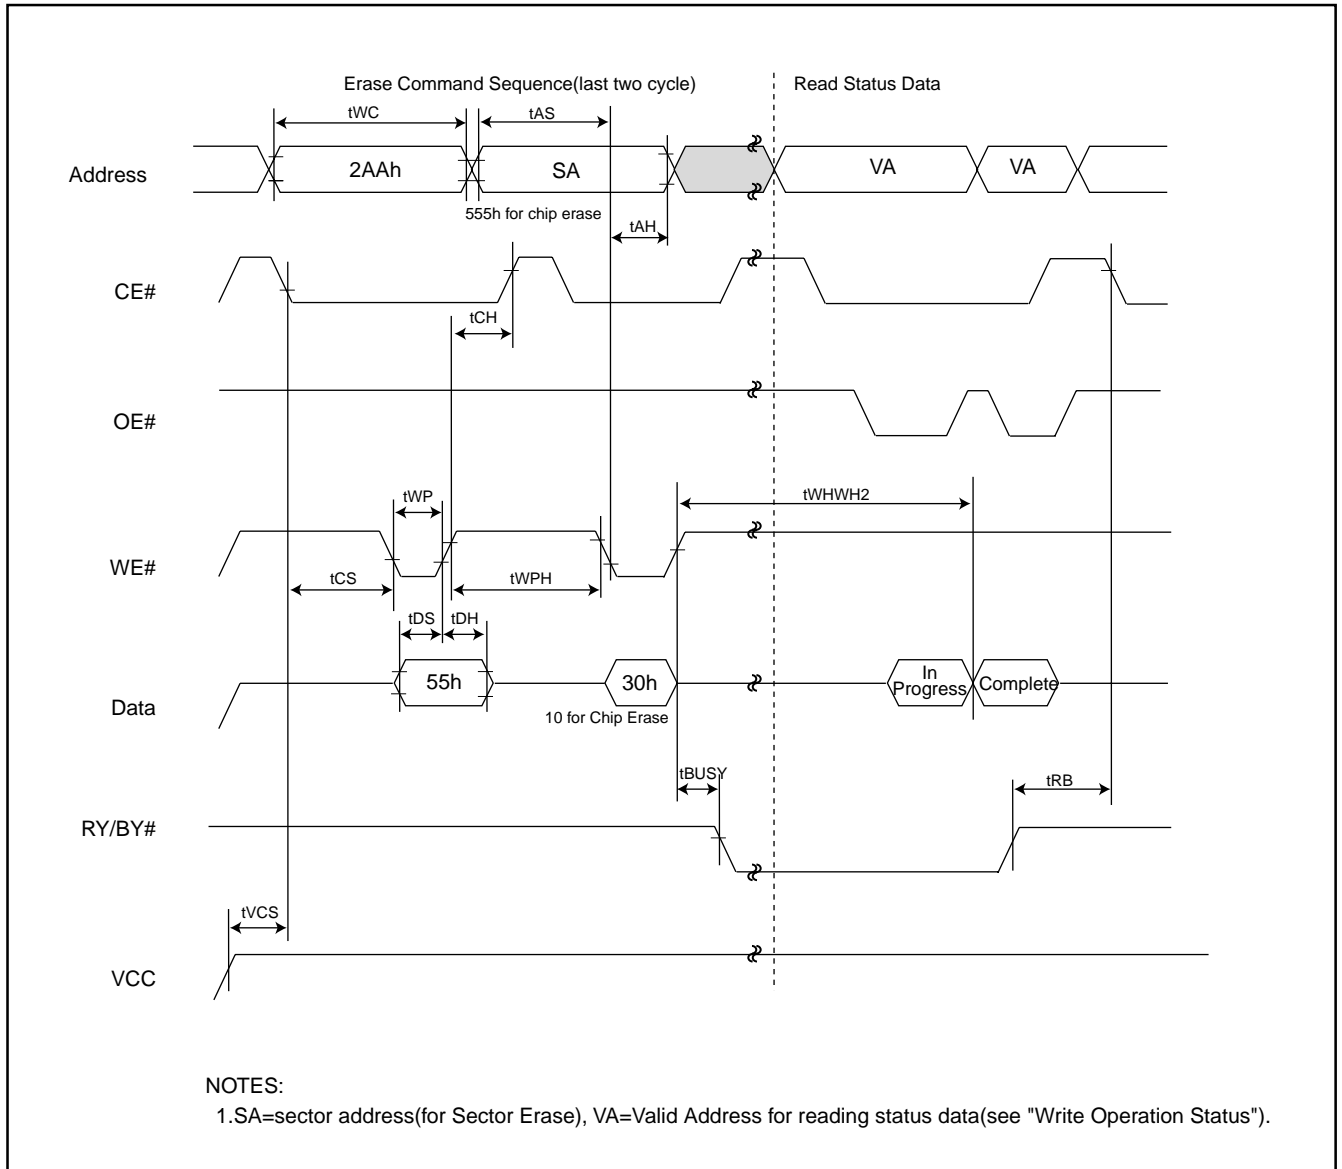 Erase Command Sequence(last two cycle)
Read Status Data
tWC
tAS
Address
2AAh
SA
VA
VA
555h for chip erase
tAH
CE#
tCH
OE#
tWP
tWHWH2
WE#
tCS
tWPH
tDS
tDH
Data
55h
30h
In
Progress
Complete
10 for Chip Erase
tBUSY
tRB
RY/BY#
tVCS
VCC
NOTES:
1.SA=sector address(for Sector Erase), VA=Valid Address for reading status data(see "Write Operation Status").